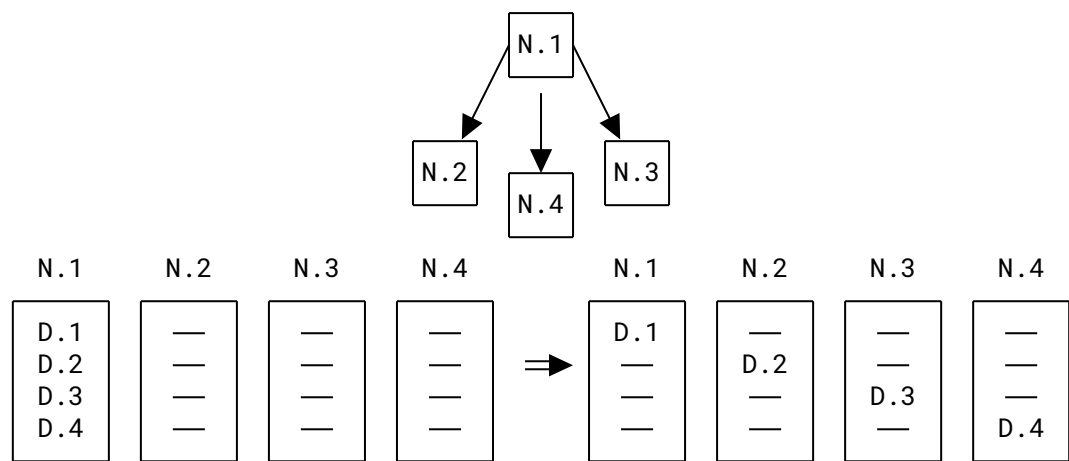 N.1
N.2 N.3
N.4
N.1 N.2 N.3 N.4 N.1 N.2 N.3 N.4
D.1 — — — D.1 — — —
D.2 — — — — D.2 — —
D.3 — — — — — D.3 —
D.4 — — — — — — D.4